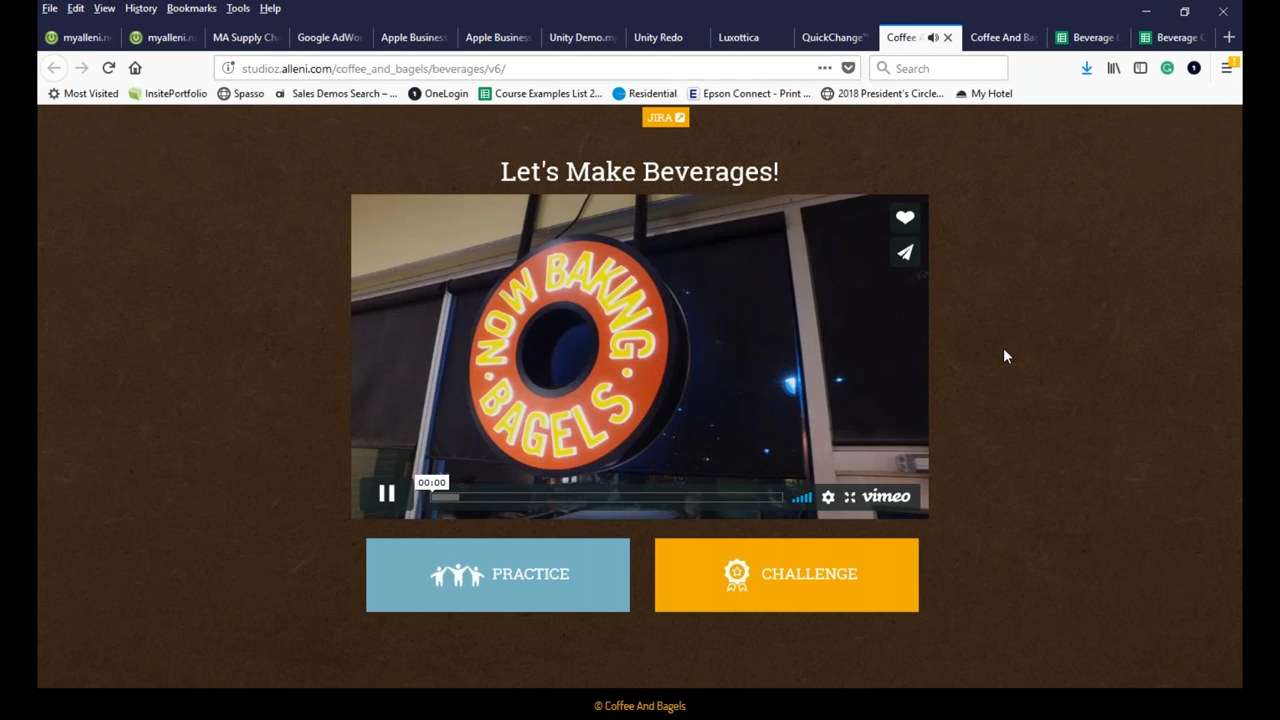 File Edit View History Bookmarks Tools Help
myalleni.n myalleni.n MA Supply Ch Google AdWo Apple Business Apple Business Unity Demo.m Unity Redo Luxottica QuickChange™ Coffee A Coffee And Ba Beverage C Beverage C
studioz.alleni.com/coffee_and_bagels/beverages/v6/ Search
Most Visited InsitePortfolio Spasso Sales Demos Search – ... OneLogin Course Examples List 2... Residential Epson Connect - Print ... 2018 President's Circle... My Hotel
JIRA
Let's Make Beverages!
NOW BAKING
· BAGELS ·
00:00
vimeo
PRACTICE CHALLENGE
© Coffee And Bagels